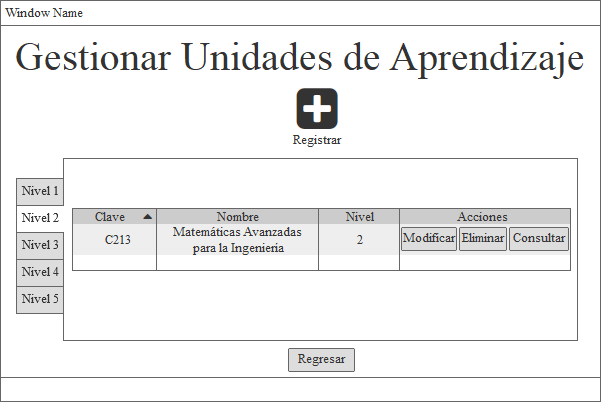 Window Name
Gestionar Unidades de Aprendizaje
Registrar
Nivel 1
Nivel 2
Nivel 3
Nivel 4
Nivel 5
Clave Nombre Nivel Acciones
C213 Matemáticas Avanzadas
para la Ingeniería 2 Modificar Eliminar Consultar
Regresar